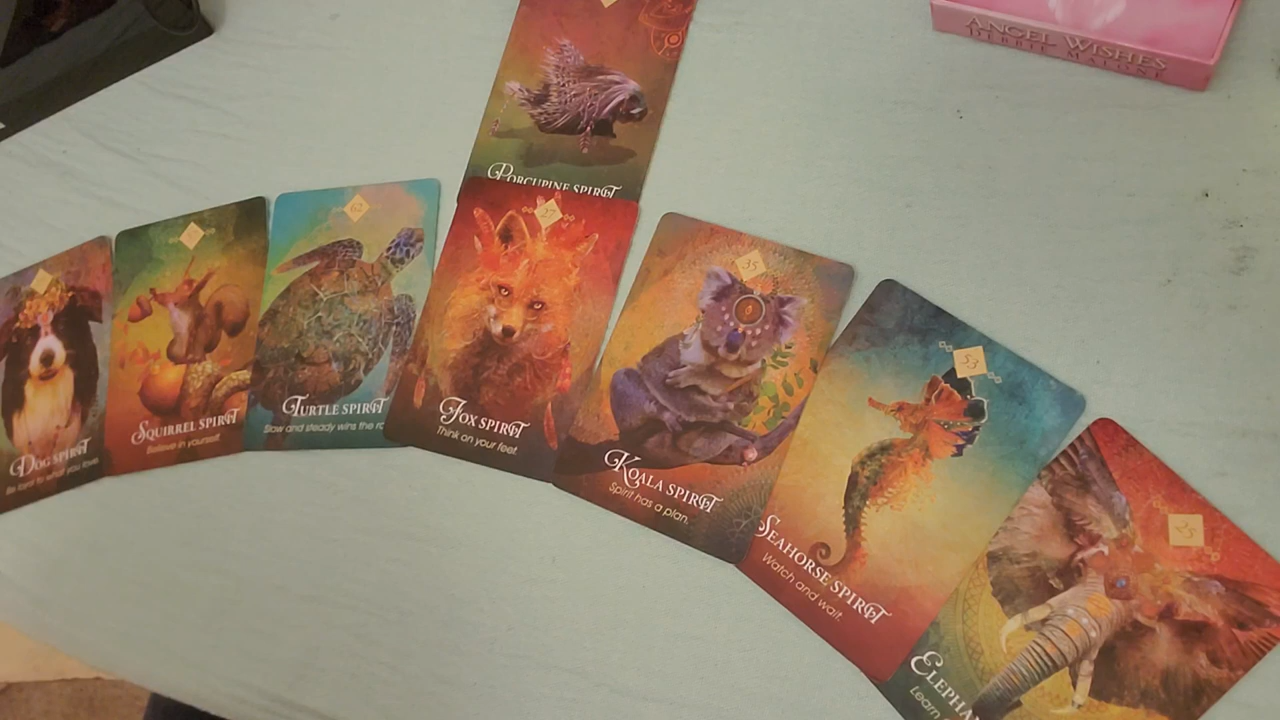 ANGEL WISHES
DEBBIE MALONE
PORCUPINE SPIRIT
DOG SPIRIT
Be loyal to what you love.
SQUIRREL SPIRIT
Believe in yourself.
62
TURTLE SPIRIT
Slow and steady wins the
27
FOX SPIRIT
Think on your feet.
35
KOALA SPIRIT
Spirit has a plan.
53
SEAHORSE SPIRIT
Watch and wait.
25
ELEPHAN
Learn